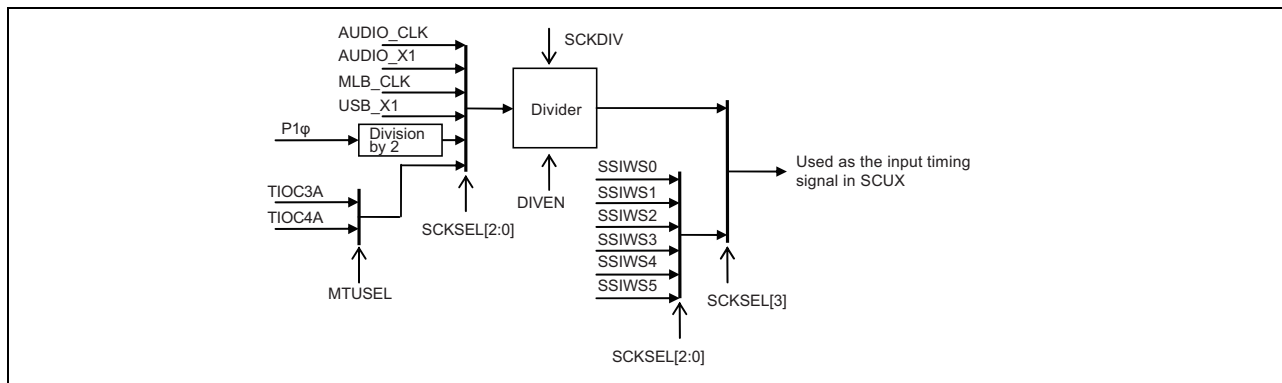 AUDIO_CLK
AUDIO_X1
MLB_CLK
USB_X1
P1φ
Division
by 2
TIOC3A
TIOC4A
MTUSEL
SCKSEL[2:0]
SCKDIV
Divider
DIVEN
SSIWS0
SSIWS1
SSIWS2
SSIWS3
SSIWS4
SSIWS5
SCKSEL[2:0]
SCKSEL[3]
Used as the input timing
signal in SCUX